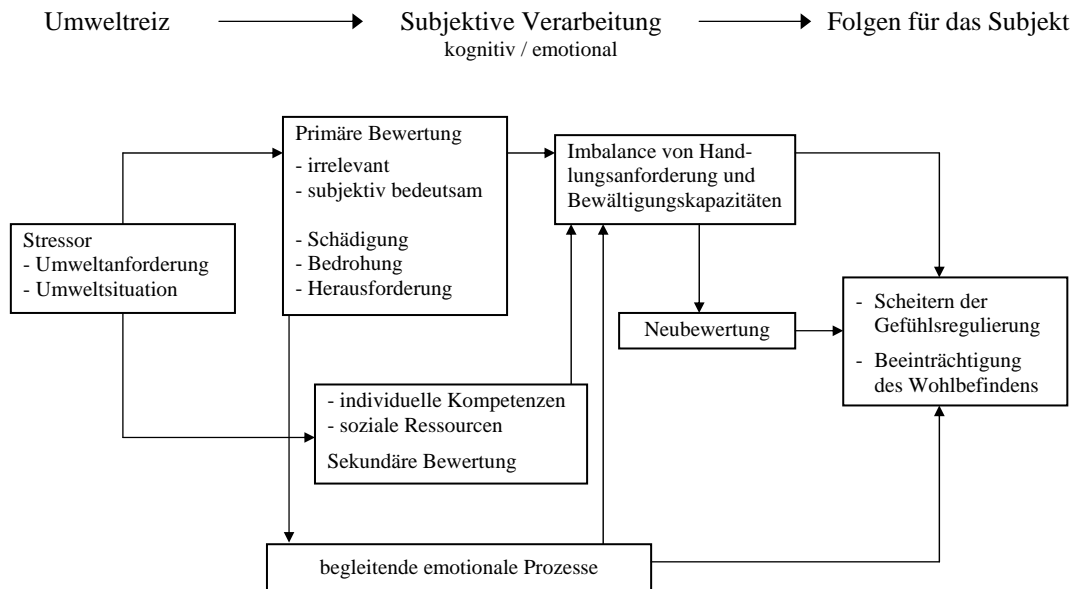 Umweltreiz
Subjektive Verarbeitung
kognitiv / emotional
Folgen für das Subjekt
Primäre Bewertung
- irrelevant
- subjektiv bedeutsam
- Schädigung
- Bedrohung
- Herausforderung
Imbalance von Hand-
lungsanforderung und
Bewältigungskapazitäten
Stressor
- Umweltanforderung
- Umweltsituation
Neubewertung
- Scheitern der
Gefühlsregulierung
- Beeinträchtigung
des Wohlbefindens
- individuelle Kompetenzen
- soziale Ressourcen
Sekundäre Bewertung
begleitende emotionale Prozesse